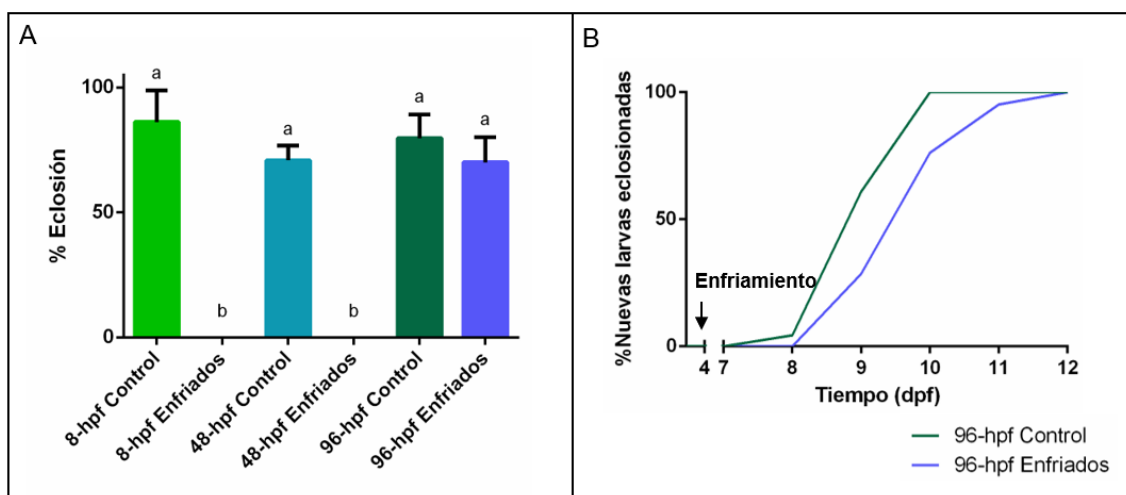 A
% Eclosión
100
50
0
a
b
a
b
a
a
8-hpf Control
8-hpf Enfriados
48-hpf Control
48-hpf Enfriados
96-hpf Control
96-hpf Enfriados
B
%Nuevas larvas eclosionadas
100
50
0
Enfriamiento
4 7 8 9 10 11 12
Tiempo (dpf)
96-hpf Control
96-hpf Enfriados